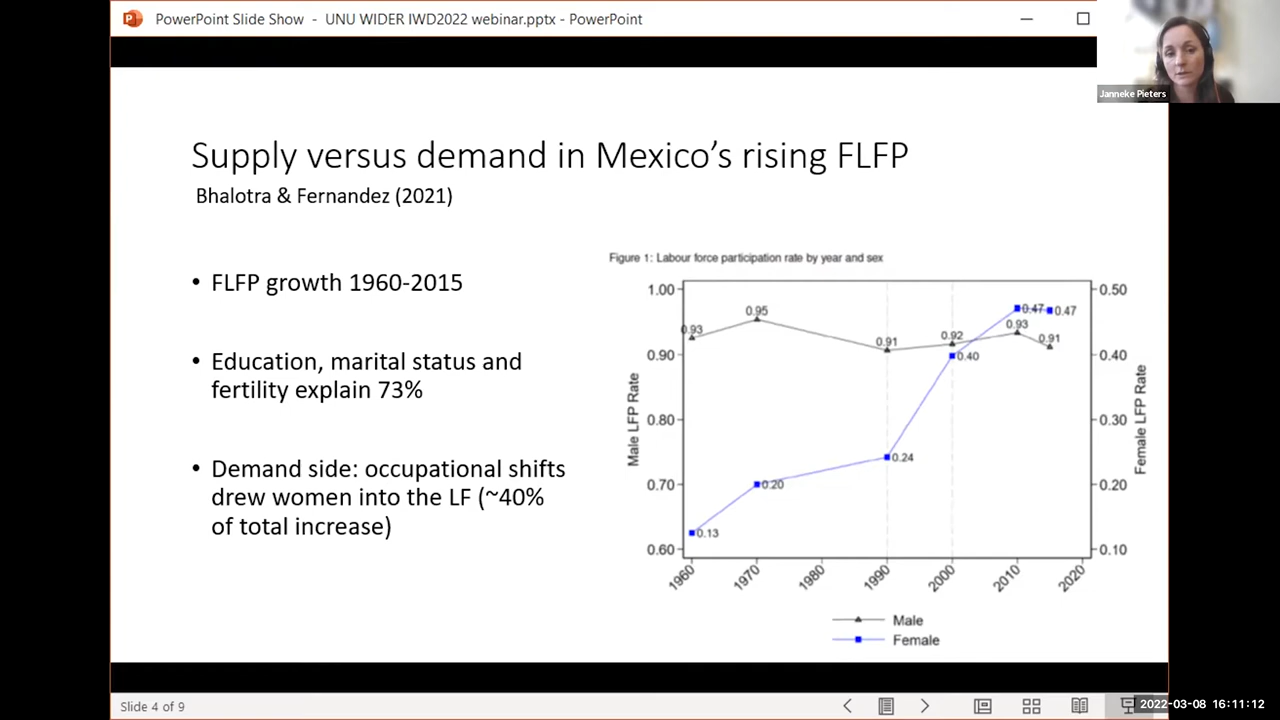 PowerPoint Slide Show - UNU WIDER IWD2022 webinar.pptx - PowerPoint
Janneke Pieters
Supply versus demand in Mexico's rising FLFP
Bhalotra & Fernandez (2021)
• FLFP growth 1960-2015
• Education, marital status and
fertility explain 73%
• Demand side: occupational shifts
drew women into the LF (~40%
of total increase)
Figure 1: Labour force participation rate by year and sex
Male LFP Rate
1.00
0.90
0.80
0.70
0.60
0.93
0.95
0.91
0.92
0.93
0.91
0.13
0.20
0.24
0.40
0.47
0.47
0.50
0.40
0.30
0.20
0.10
Female LFP Rate
1960
1970
1980
1990
2000
2010
2020
Male
Female
Slide 4 of 9
2022-03-08 16:11:12